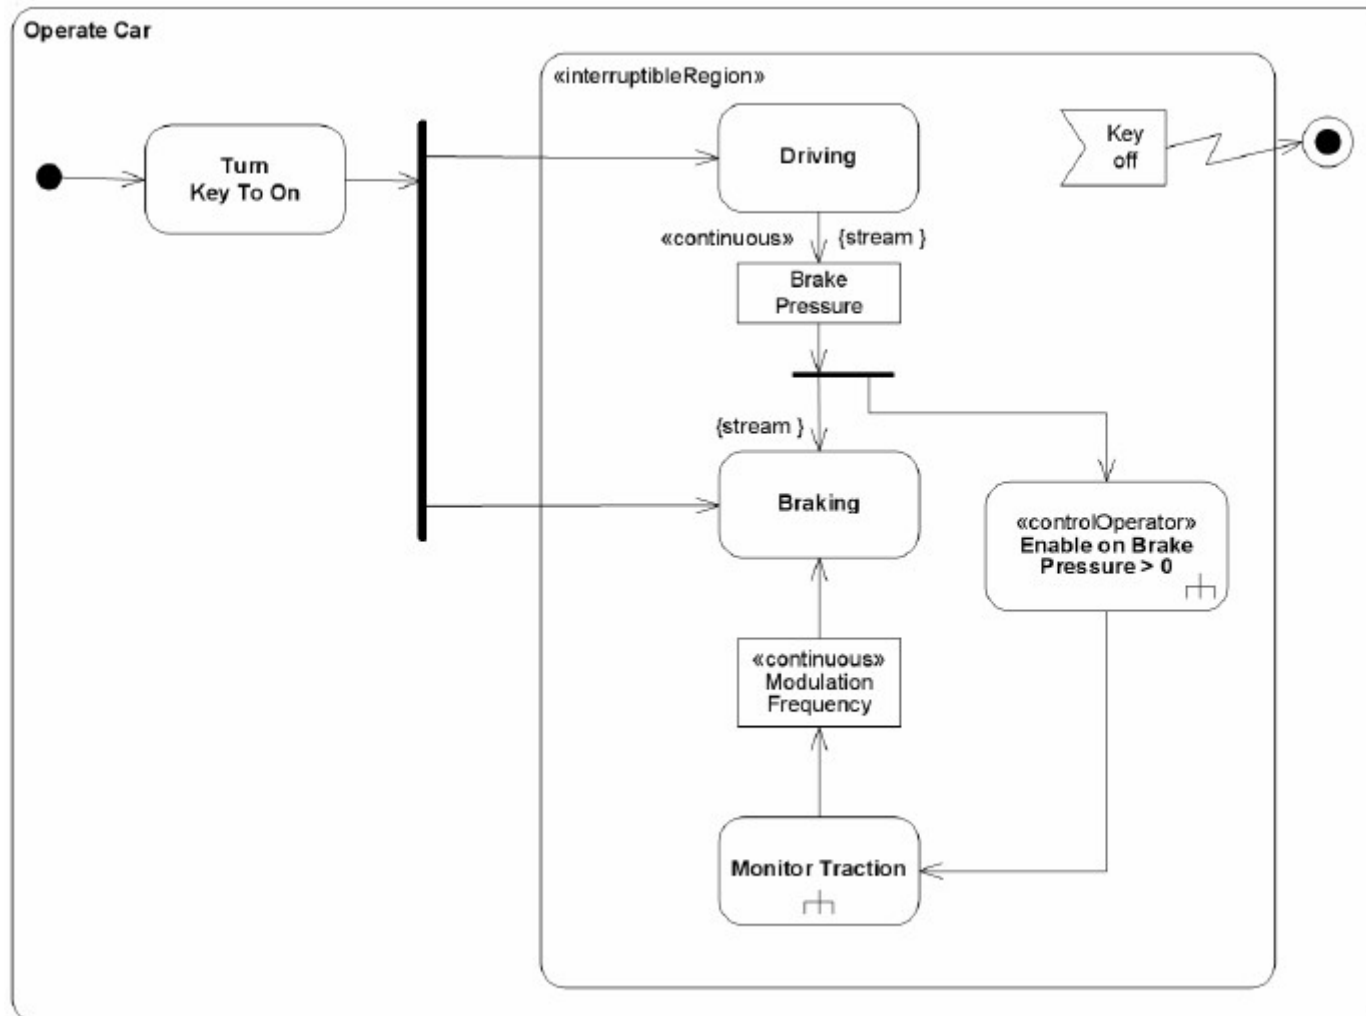 Operate Car
«interruptibleRegion»
Turn
Key To On
Driving
Key
off
«continuous» {stream }
Brake
Pressure
{stream }
Braking
«controlOperator»
Enable on Brake
Pressure > 0
«continuous»
Modulation
Frequency
Monitor Traction